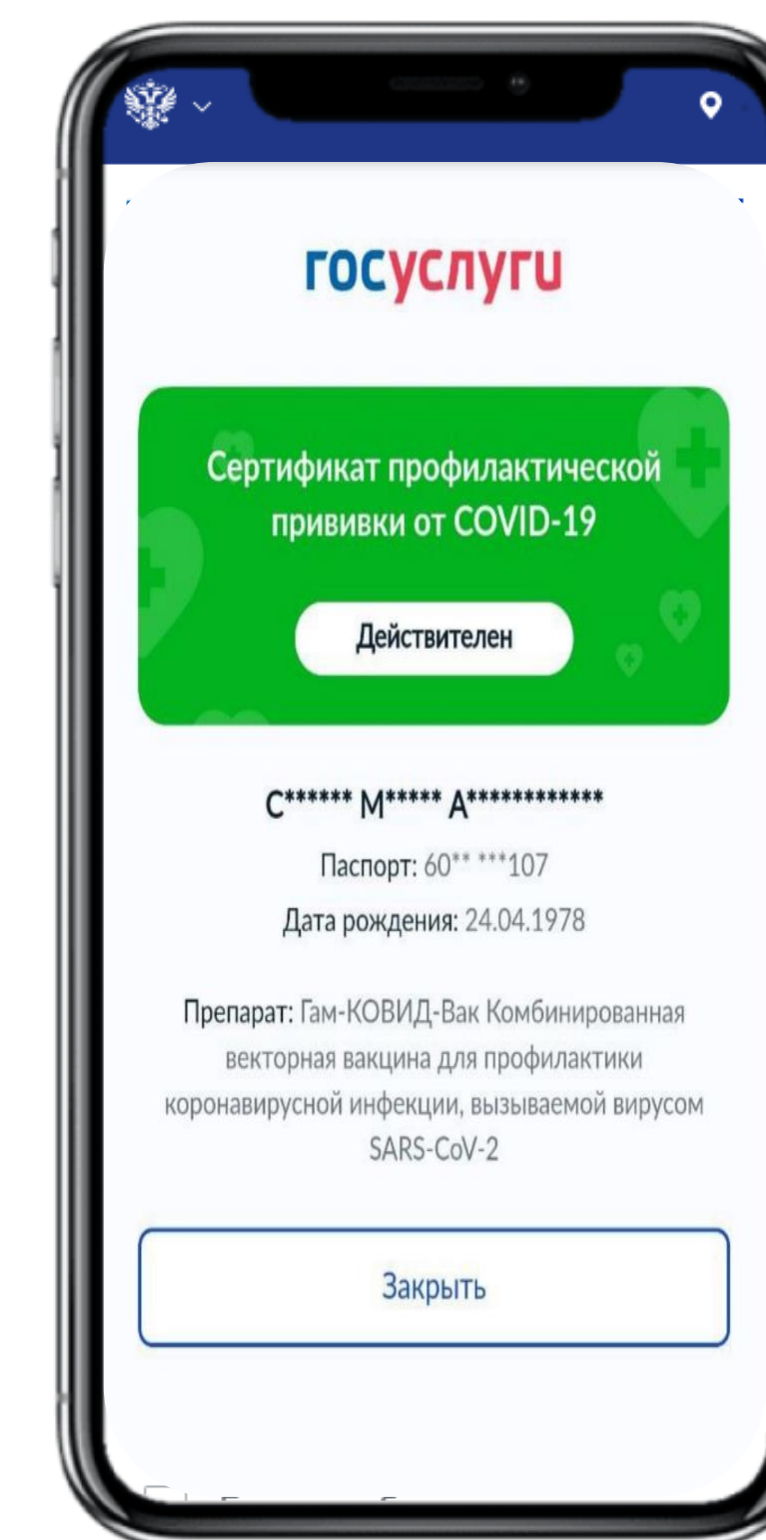 госуслуги
Сертификат профилактической
прививки от COVID-19
Действителен
С****** М***** А************
Паспорт: 60** ***107
Дата рождения: 24.04.1978
Препарат: Гам-КОВИД-Вак Комбинированная
векторная вакцина для профилактики
коронавирусной инфекции, вызываемой вирусом
SARS-CoV-2
Закрыть